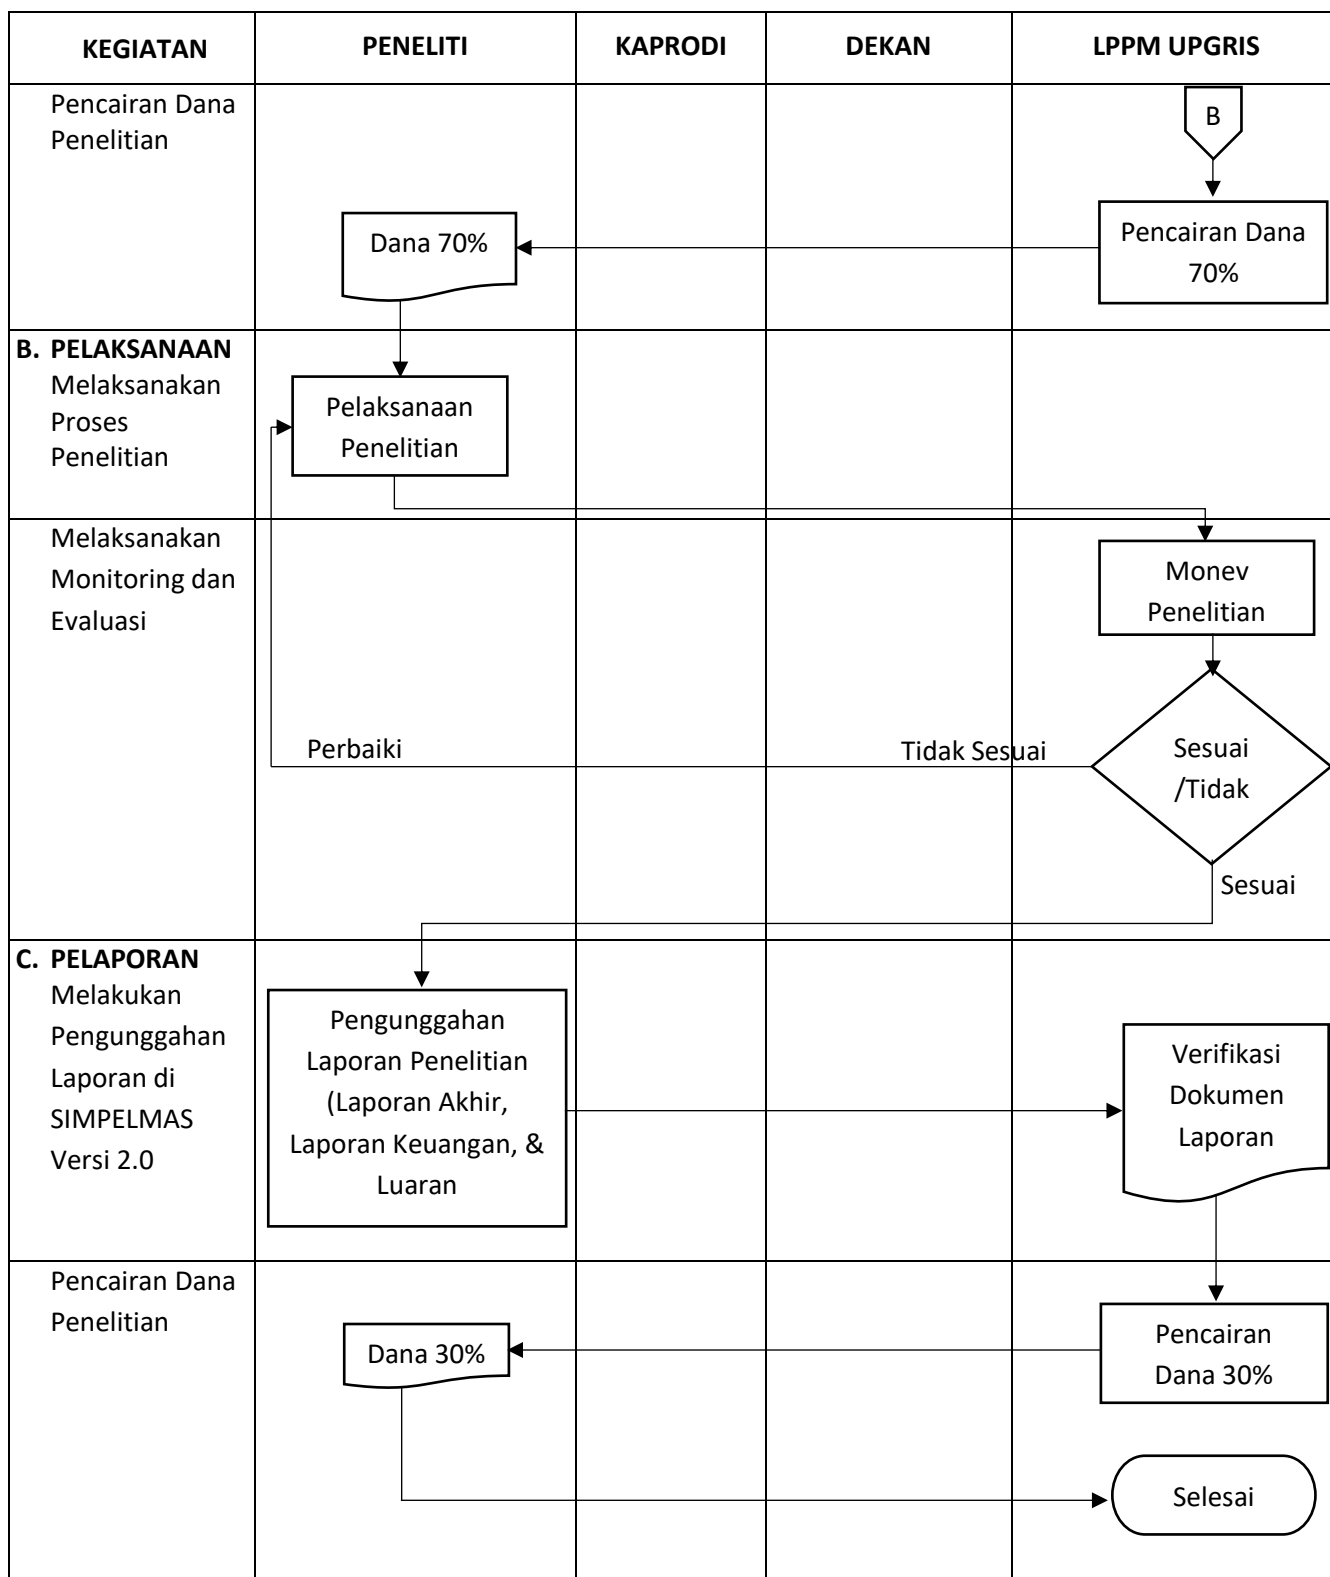 KEGIATAN
PENELITI
KAPRODI
DEKAN
LPPM UPGRIS
Pencairan Dana
Penelitian
B
Pencairan Dana
70%
Dana 70%
B. PELAKSANAAN
Melaksanakan
Proses
Penelitian
Pelaksanaan
Penelitian
Melaksanakan
Monitoring dan
Evaluasi
Monev
Penelitian
Sesuai
/Tidak
Tidak Sesuai
Perbaiki
Sesuai
C. PELAPORAN
Melakukan
Pengunggahan
Laporan di
SIMPELMAS
Versi 2.0
Pengunggahan
Laporan Penelitian
(Laporan Akhir,
Laporan Keuangan, &
Luaran
Verifikasi
Dokumen
Laporan
Pencairan Dana
Penelitian
Pencairan
Dana 30%
Dana 30%
Selesai